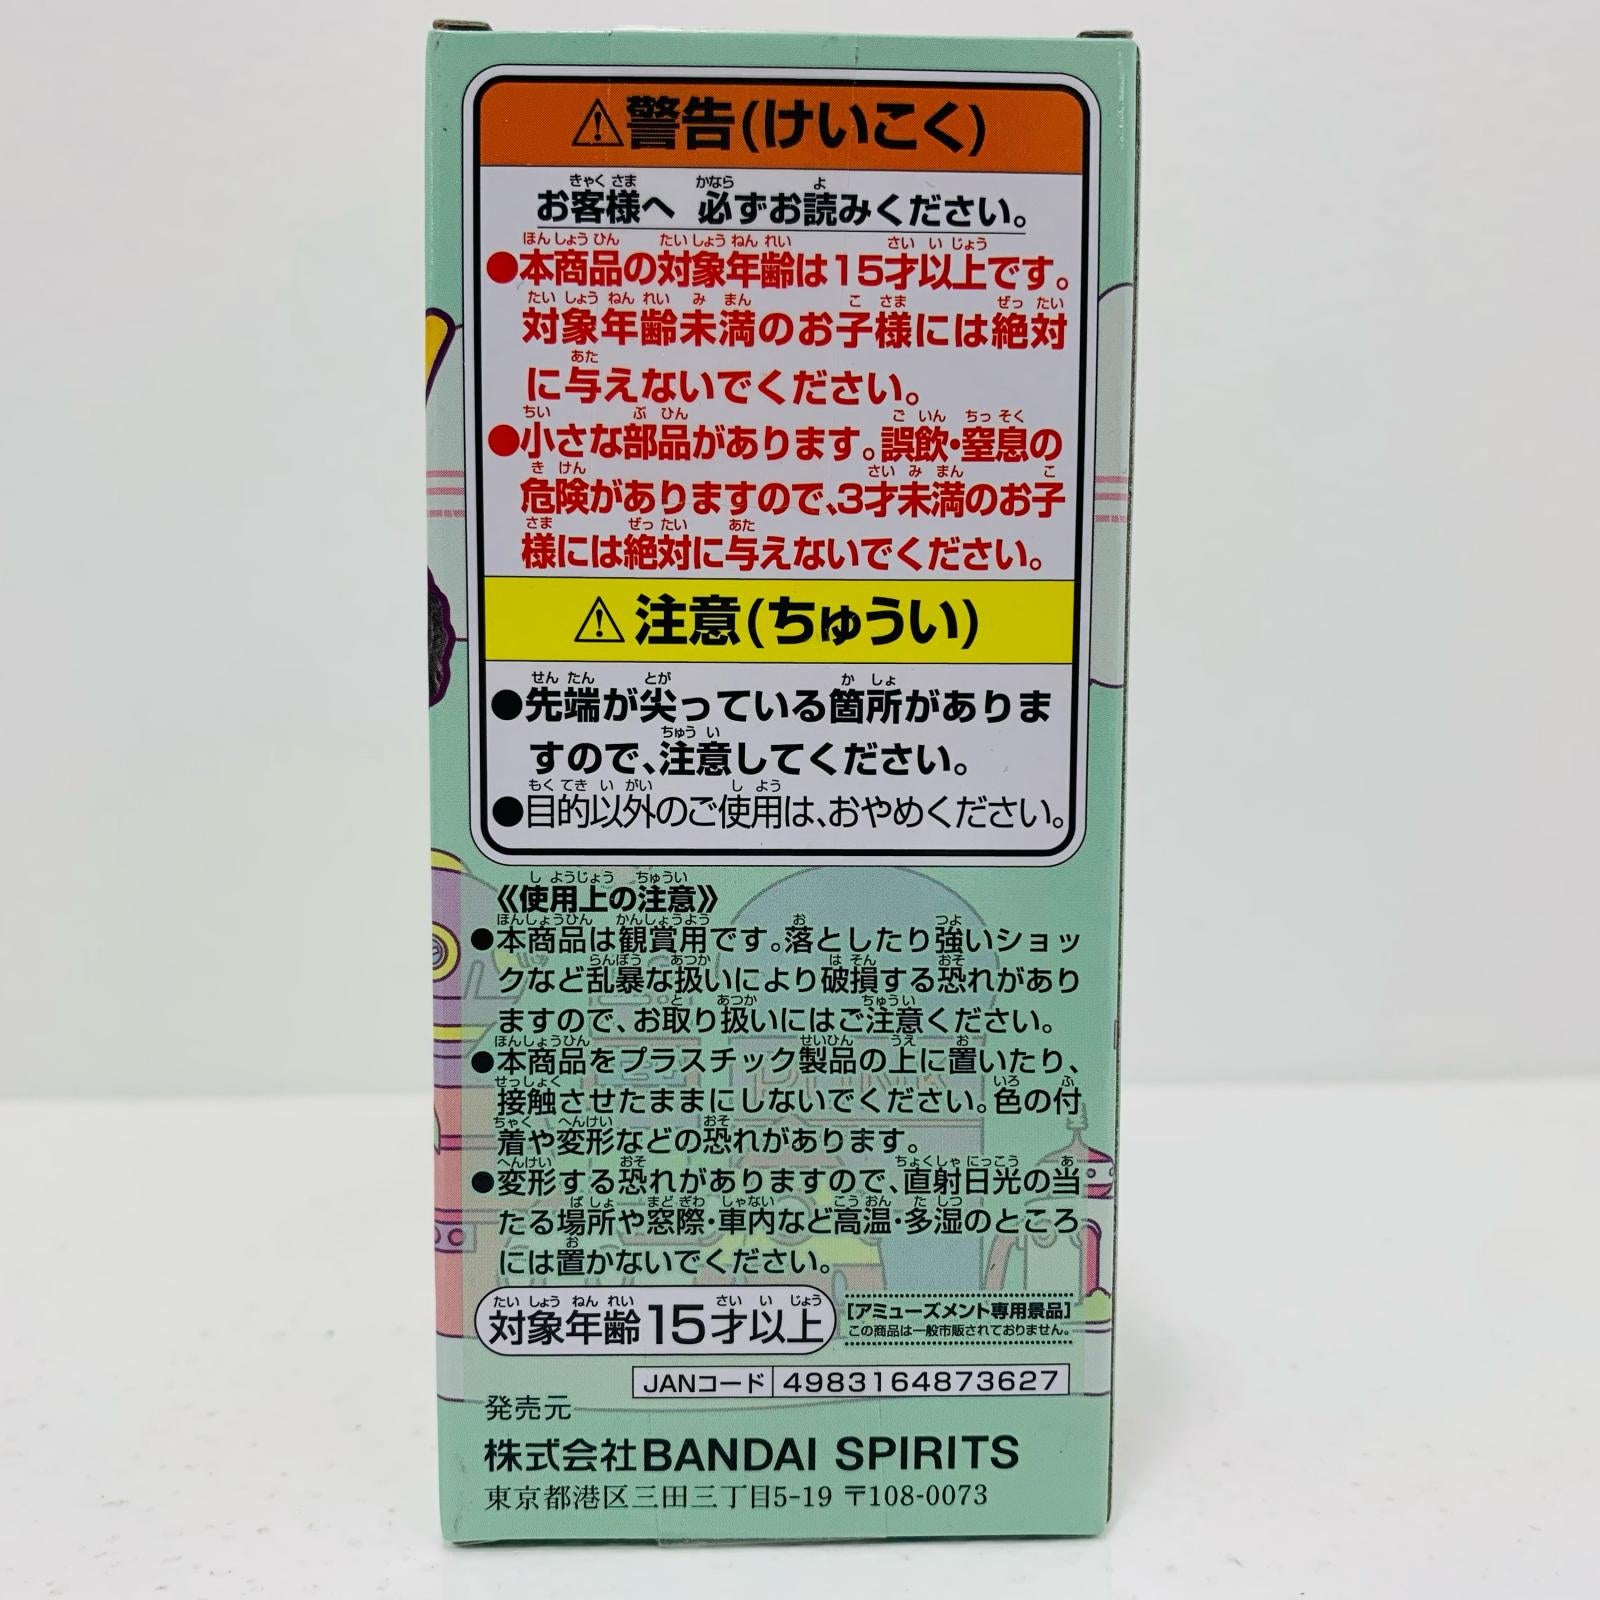 ⚠警告(けいこく)
お客様へ 必ずお読みください。
●本商品の対象年齢は15才以上です。
対象年齢未満のお子様には絶対
に与えないでください。
●小さな部品があります。誤飲・窒息の
危険がありますので、3才未満のお子
様には絶対に与えないでください。
⚠注意(ちゅうい)
●先端が尖っている箇所がありま
すので、注意してください。
●目的以外のご使用は、おやめください。
《使用上の注意》
●本商品は観賞用です。落としたり強いショッ
クなど乱暴な扱いにより破損する恐れがあり
ますので、お取り扱いにはご注意ください。
●本商品をプラスチック製品の上に置いたり、
接触させたままにしないでください。色の付
着や変形などの恐れがあります。
●変形する恐れがありますので、直射日光の当
たる場所や窓際・車内など高温・多湿のところ
には置かないでください。
対象年齢15才以上
[アミューズメント専用景品]
この商品は一般市販されておりません。
JANコード 4983164873627
発売元
株式会社BANDAI SPIRITS
東京都港区三田三丁目5-19 〒108-0073